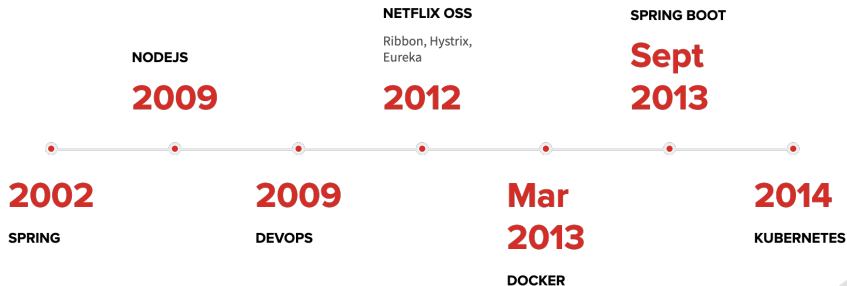 NETFLIX OSS
SPRING BOOT
Ribbon, Hystrix,
Eureka
Sept
NODEJS
2009
2012
2013
2002
2009
Mar
2014
SPRING
DEVOPS
2013
KUBERNETES
DOCKER